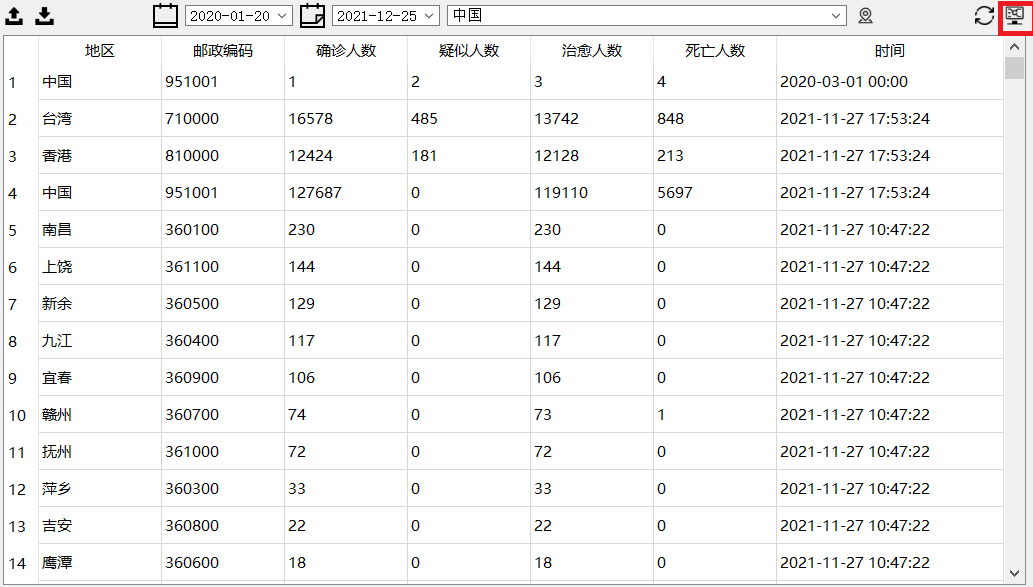 2020-01-20 2021-12-25 中国
地区 邮政编码 确诊人数 疑似人数 治愈人数 死亡人数 时间
1 中国 951001 1 2 3 4 2020-03-01 00:00
2 台湾 710000 16578 485 13742 848 2021-11-27 17:53:24
3 香港 810000 12424 181 12128 213 2021-11-27 17:53:24
4 中国 951001 127687 0 119110 5697 2021-11-27 17:53:24
5 南昌 360100 230 0 230 0 2021-11-27 10:47:22
6 上饶 361100 144 0 144 0 2021-11-27 10:47:22
7 新余 360500 129 0 129 0 2021-11-27 10:47:22
8 九江 360400 117 0 117 0 2021-11-27 10:47:22
9 宜春 360900 106 0 106 0 2021-11-27 10:47:22
10 赣州 360700 74 0 73 1 2021-11-27 10:47:22
11 抚州 361000 72 0 72 0 2021-11-27 10:47:22
12 萍乡 360300 33 0 33 0 2021-11-27 10:47:22
13 吉安 360800 22 0 22 0 2021-11-27 10:47:22
14 鹰潭 360600 18 0 18 0 2021-11-27 10:47:22